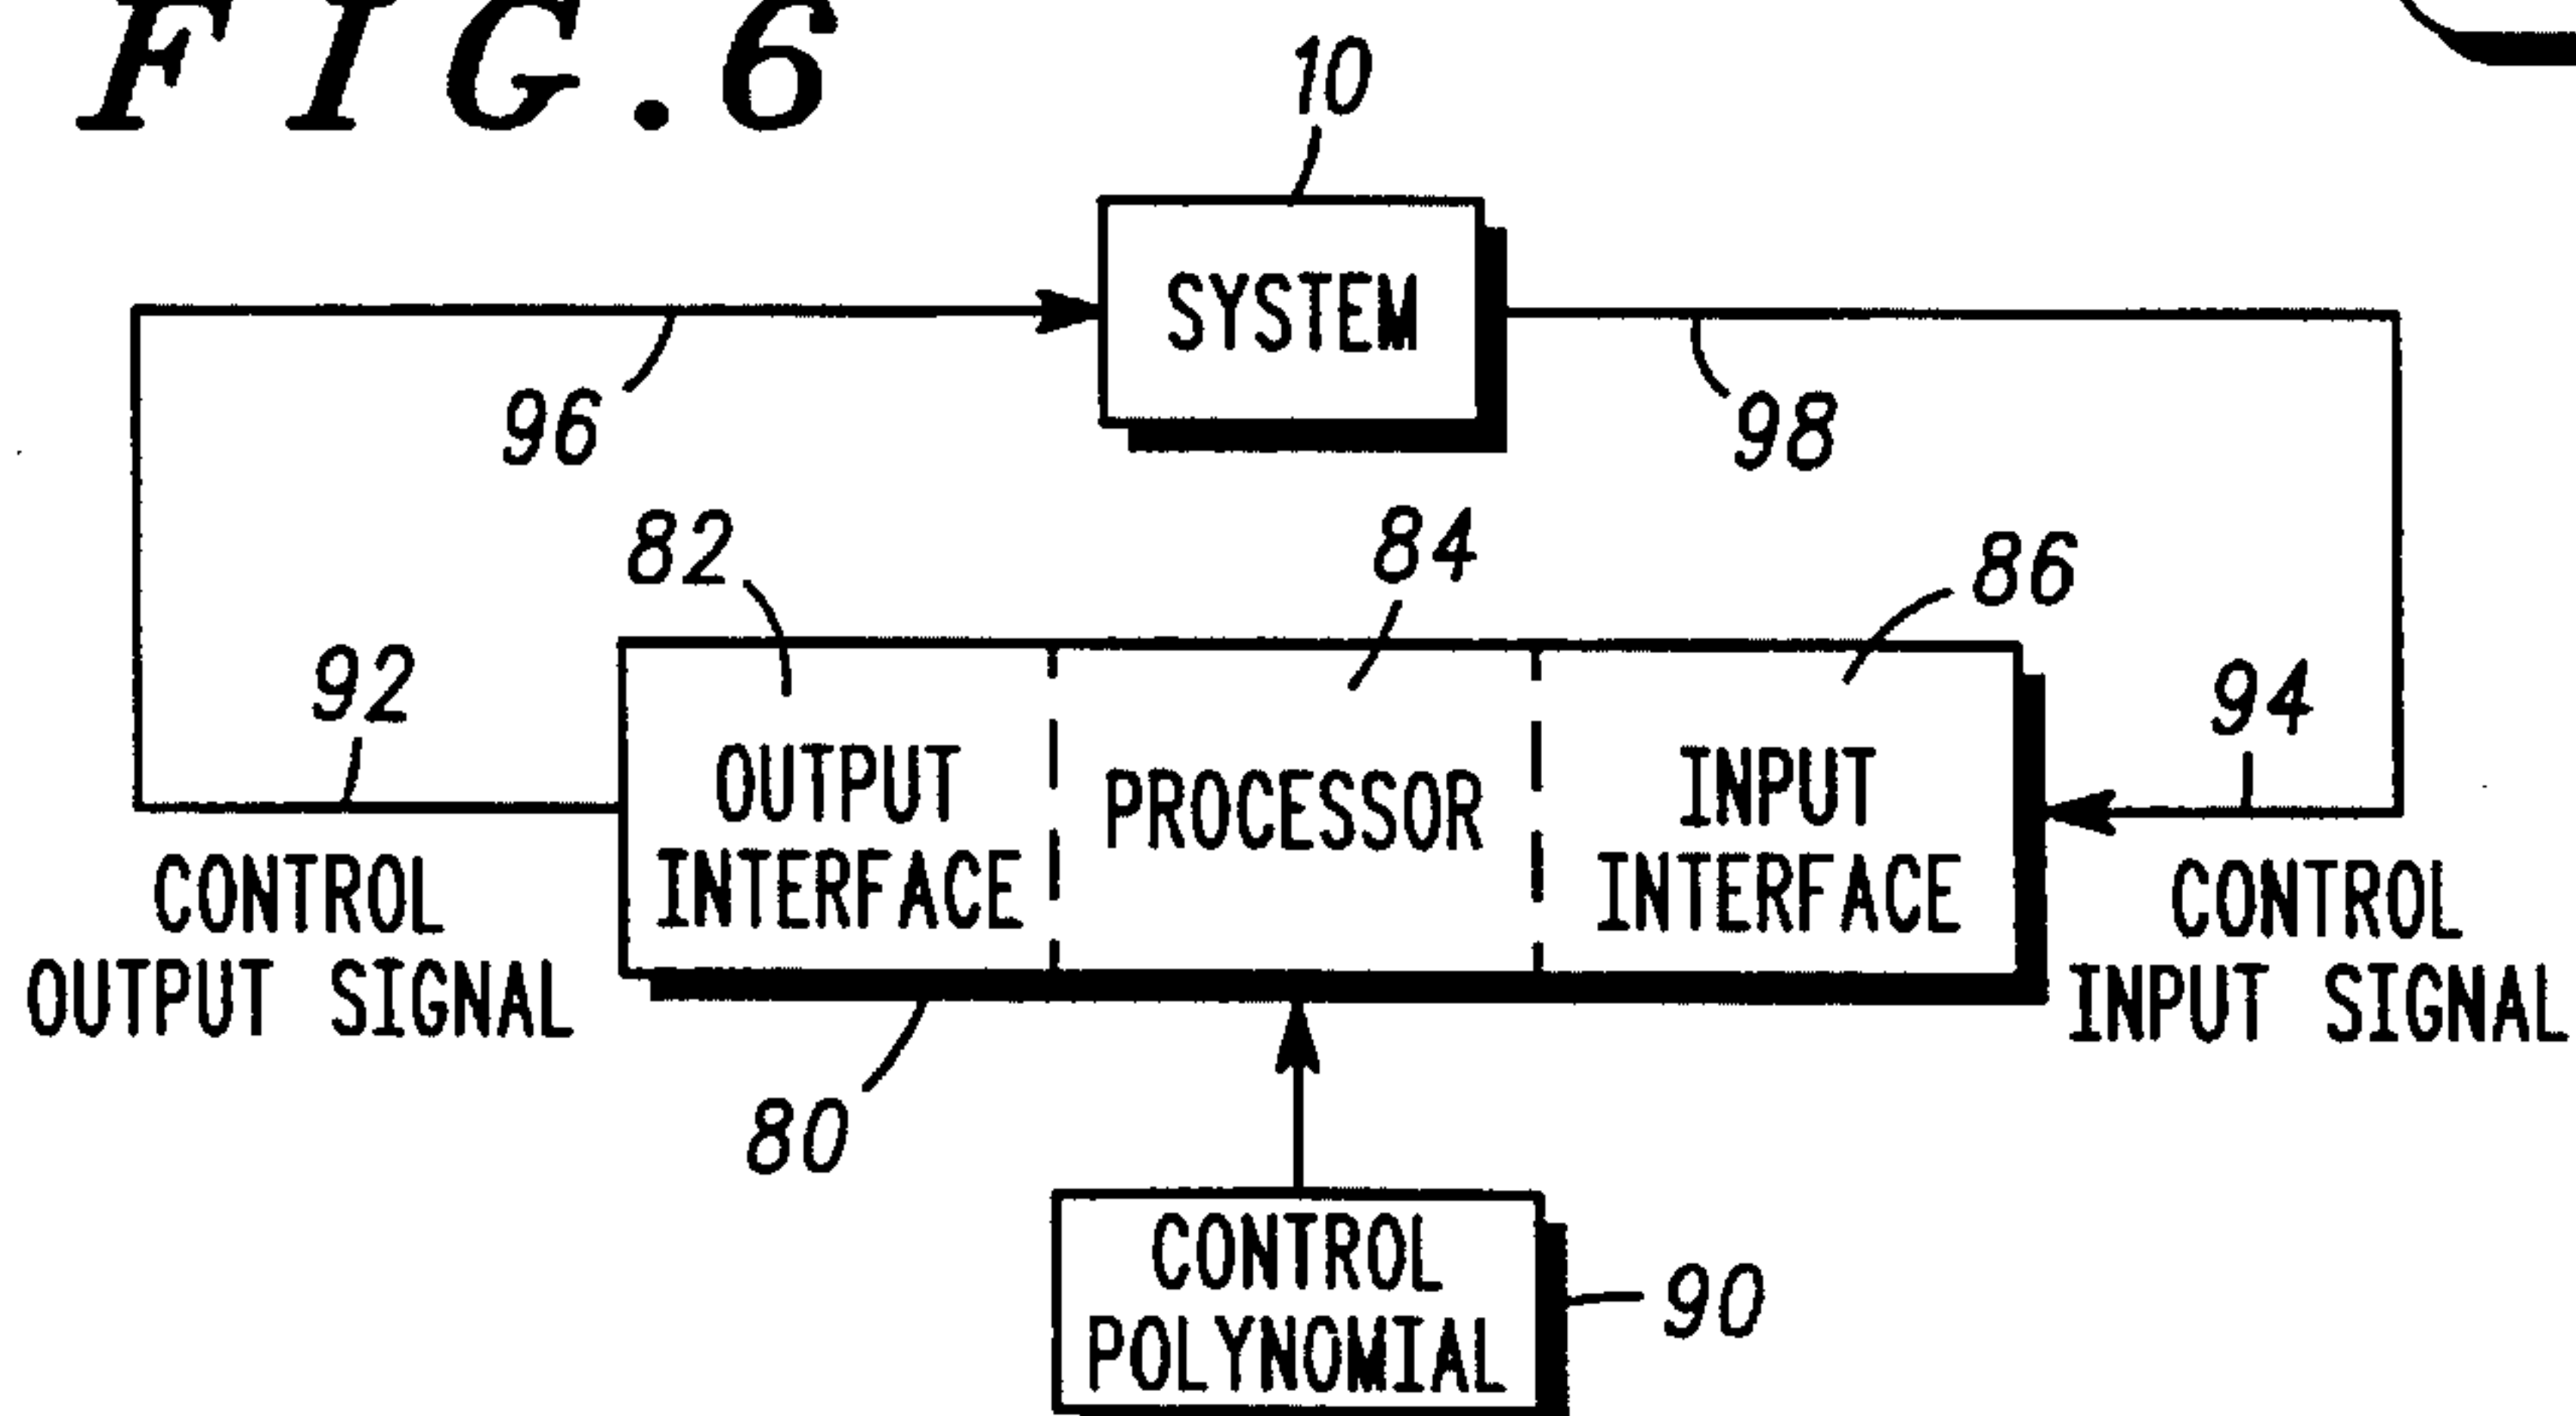 FIG.6
10
SYSTEM
96
98
82
84
86
92
94
OUTPUT
INTERFACE
PROCESSOR
INPUT
INTERFACE
CONTROL
OUTPUT SIGNAL
CONTROL
INPUT SIGNAL
80
CONTROL
POLYNOMIAL
90